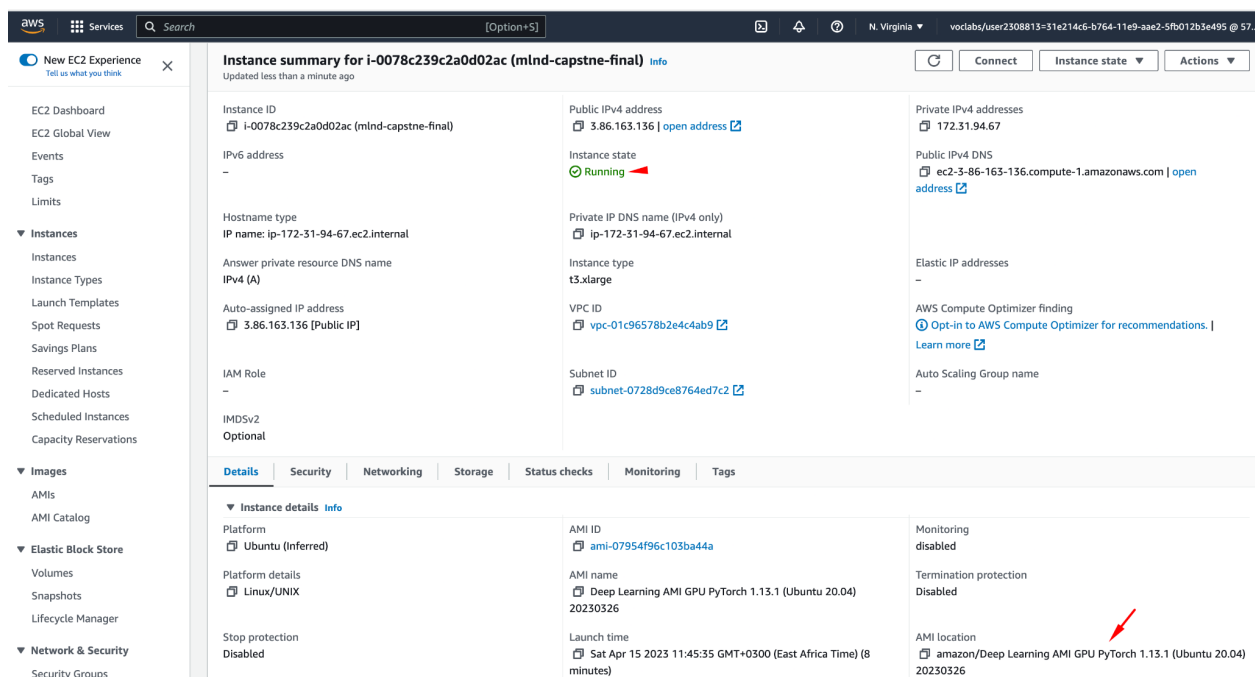 aws Services Search [Option+S] N. Virginia ▼ voclabs/user2308813=31e214c6-b764-11e9-aae2-5fb012b3e495 @ 57..
New EC2 Experience
Tell us what you think
EC2 Dashboard
EC2 Global View
Events
Tags
Limits
▼ Instances
Instances
Instance Types
Launch Templates
Spot Requests
Savings Plans
Reserved Instances
Dedicated Hosts
Scheduled Instances
Capacity Reservations
▼ Images
AMIs
AMI Catalog
▼ Elastic Block Store
Volumes
Snapshots
Lifecycle Manager
▼ Network & Security
Security Groups
Instance summary for i-0078c239c2a0d02ac (mlnd-capstne-final) Info
Updated less than a minute ago
Connect Instance state ▼ Actions ▼
Instance ID
i-0078c239c2a0d02ac (mlnd-capstne-final)
Public IPv4 address
3.86.163.136 | open address
Private IPv4 addresses
172.31.94.67
IPv6 address
–
Instance state
Running
Public IPv4 DNS
ec2-3-86-163-136.compute-1.amazonaws.com | open
address
Hostname type
IP name: ip-172-31-94-67.ec2.internal
Private IP DNS name (IPv4 only)
ip-172-31-94-67.ec2.internal
Answer private resource DNS name
IPv4 (A)
Instance type
t3.xlarge
Elastic IP addresses
–
Auto-assigned IP address
3.86.163.136 [Public IP]
VPC ID
vpc-01c96578b2e4c4ab9
AWS Compute Optimizer finding
Opt-in to AWS Compute Optimizer for recommendations. |
Learn more
IAM Role
–
Subnet ID
subnet-0728d9ce8764ed7c2
Auto Scaling Group name
–
IMDSv2
Optional
Details Security Networking Storage Status checks Monitoring Tags
▼ Instance details Info
Platform
Ubuntu (Inferred)
AMI ID
ami-07954f96c103ba44a
Monitoring
disabled
Platform details
Linux/UNIX
AMI name
Deep Learning AMI GPU PyTorch 1.13.1 (Ubuntu 20.04)
20230326
Termination protection
Disabled
Stop protection
Disabled
Launch time
Sat Apr 15 2023 11:45:35 GMT+0300 (East Africa Time) (8
minutes)
AMI location
amazon/Deep Learning AMI GPU PyTorch 1.13.1 (Ubuntu 20.04)
20230326